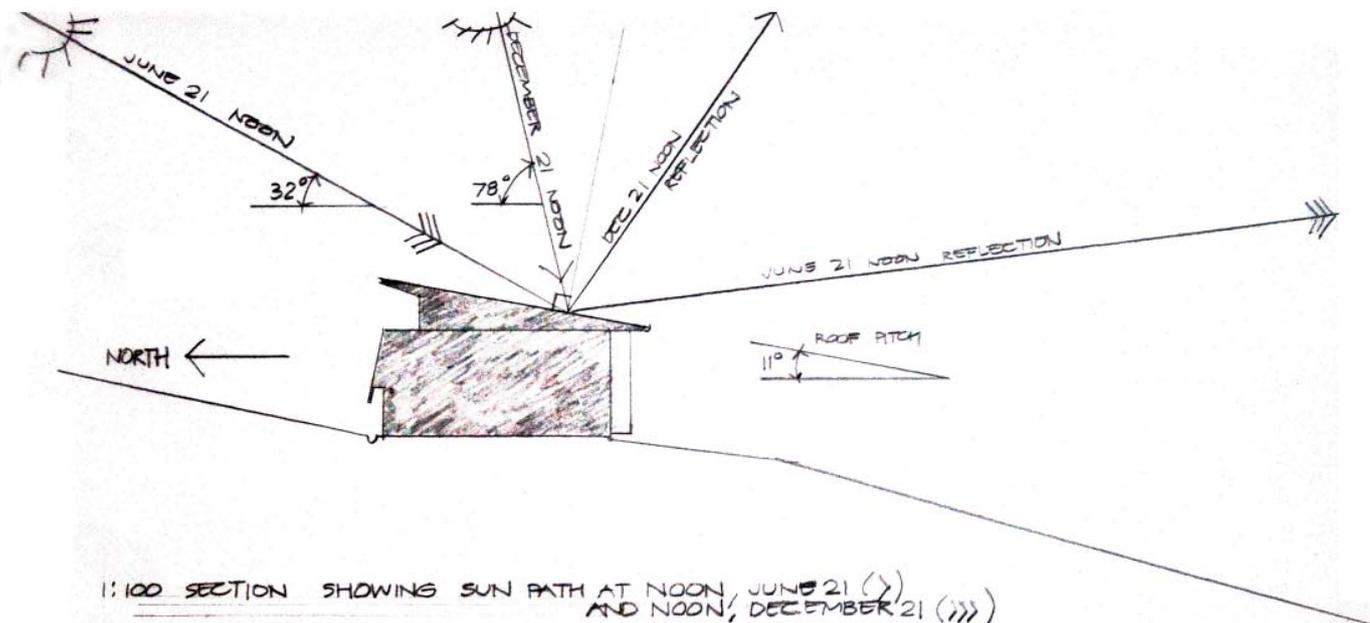 JUNE 21 NOON
32°
DECEMBER 21 NOON
78°
DEC 21 NOON
REFLECTION
JUNE 21 NOON REFLECTION
NORTH
ROOF PITCH
11°
1:100 SECTION SHOWING SUN PATH AT NOON, JUNE 21 (>)
AND NOON, DECEMBER 21 (>>>)